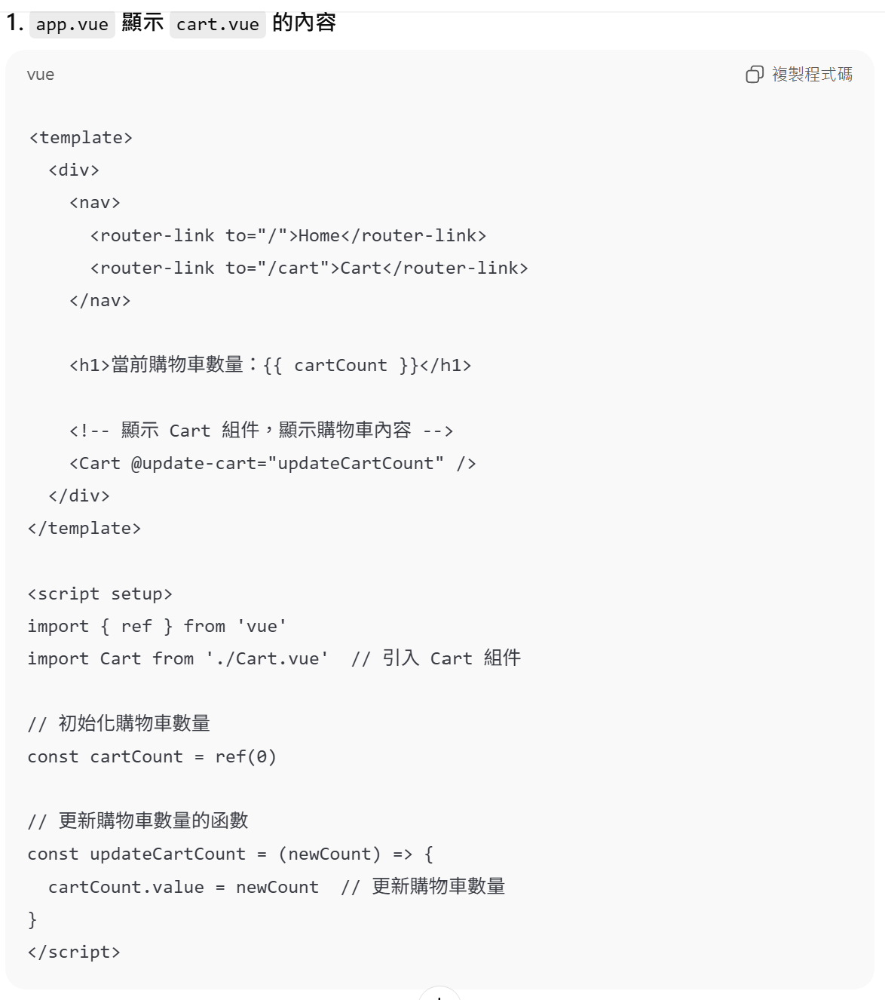 1. app.vue 顯示 cart.vue 的內容
vue
複製程式碼
<template>
  <div>
    <nav>
      <router-link to="/">Home</router-link>
      <router-link to="/cart">Cart</router-link>
    </nav>

    <h1>當前購物車數量：{{ cartCount }}</h1>

    <!-- 顯示 Cart 組件，顯示購物車內容 -->
    <Cart @update-cart="updateCartCount" />
  </div>
</template>

<script setup>
import { ref } from 'vue'
import Cart from './Cart.vue'  // 引入 Cart 組件

// 初始化購物車數量
const cartCount = ref(0)

// 更新購物車數量的函數
const updateCartCount = (newCount) => {
  cartCount.value = newCount  // 更新購物車數量
}
</script>